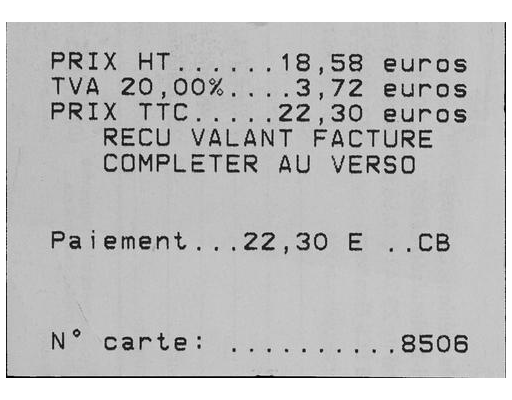 PRIX HT......18,58 euros
TVA 20,00%....3,72 euros
PRIX TTC.....22,30 euros
RECU VALANT FACTURE
COMPLETER AU VERSO
Paiement...22,30 E ..CB
N° carte: ..........8506